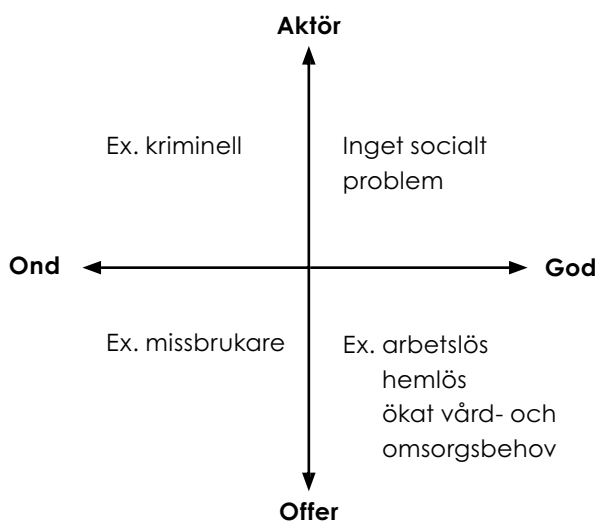 Aktör
Ex. kriminell
Inget socialt
problem
Ond
God
Ex. missbrukare
Ex. arbetslös
hemlös
ökat vård- och
omsorgsbehov
Offer